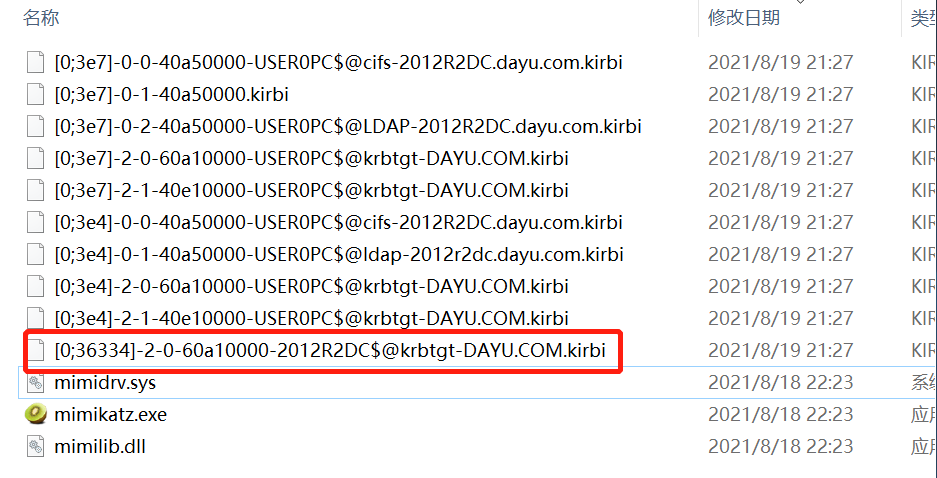 名称 修改日期 类
[0;3e7]-0-0-40a50000-USER0PC$@cifs-2012R2DC.dayu.com.kirbi 2021/8/19 21:27 KIR
[0;3e7]-0-1-40a50000.kirbi 2021/8/19 21:27 KIR
[0;3e7]-0-2-40a50000-USER0PC$@LDAP-2012R2DC.dayu.com.kirbi 2021/8/19 21:27 KIR
[0;3e7]-2-0-60a10000-USER0PC$@krbtgt-DAYU.COM.kirbi 2021/8/19 21:27 KIR
[0;3e7]-2-1-40e10000-USER0PC$@krbtgt-DAYU.COM.kirbi 2021/8/19 21:27 KIR
[0;3e4]-0-0-40a50000-USER0PC$@cifs-2012R2DC.dayu.com.kirbi 2021/8/19 21:27 KIR
[0;3e4]-0-1-40a50000-USER0PC$@ldap-2012r2dc.dayu.com.kirbi 2021/8/19 21:27 KIR
[0;3e4]-2-0-60a10000-USER0PC$@krbtgt-DAYU.COM.kirbi 2021/8/19 21:27 KIR
[0;3e4]-2-1-40e10000-USER0PC$@krbtgt-DAYU.COM.kirbi 2021/8/19 21:27 KIR
[0;36334]-2-0-60a10000-2012R2DC$@krbtgt-DAYU.COM.kirbi 2021/8/19 21:27 KIR
mimidrv.sys 2021/8/18 22:23 系
mimikatz.exe 2021/8/18 22:23 应
mimilib.dll 2021/8/18 22:23 应